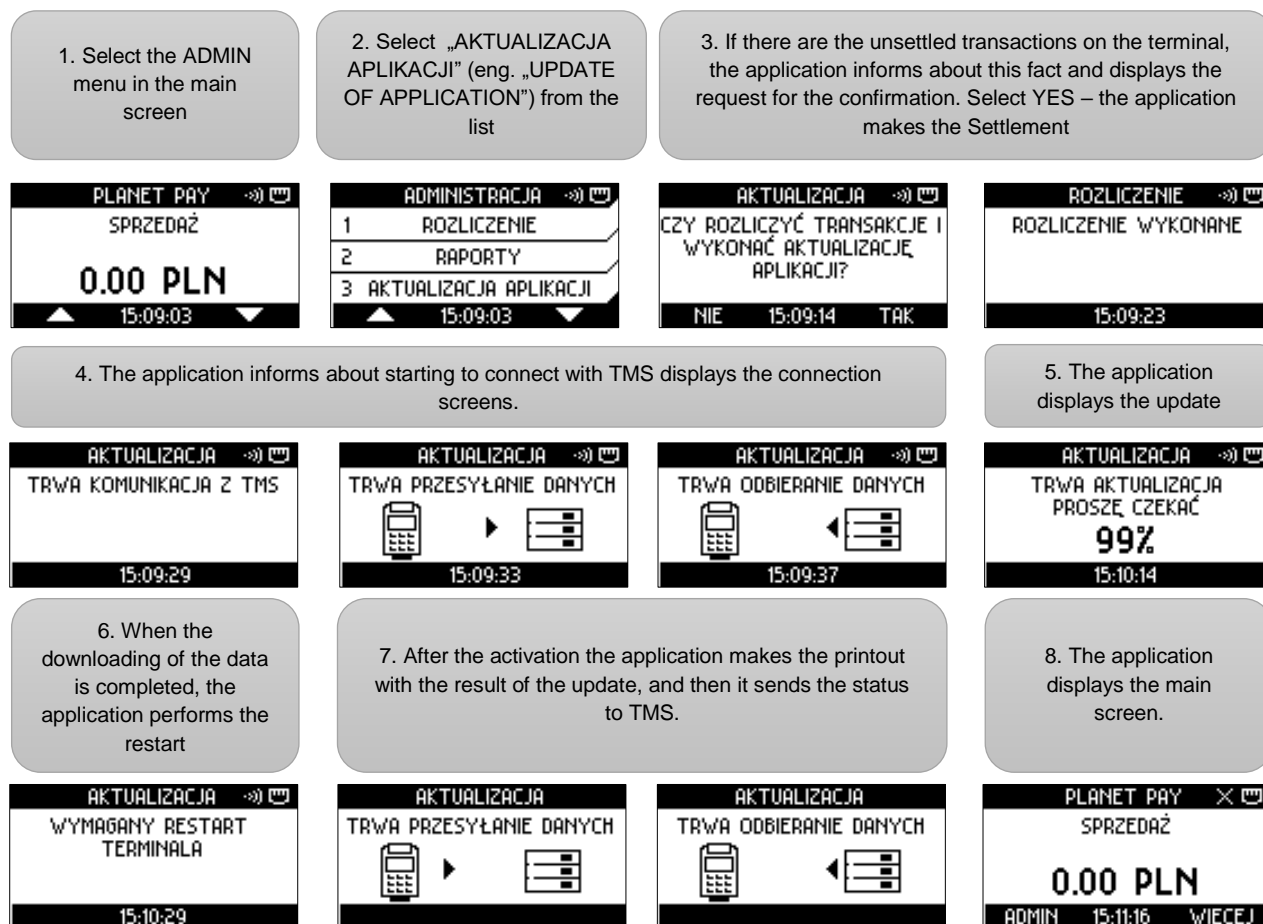 1. Select the ADMIN
menu in the main
screen
2. Select „AKTUALIZACJA
APLIKACJI” (eng. „UPDATE
OF APPLICATION”) from the
list
3. If there are the unsettled transactions on the terminal,
the application informs about this fact and displays the
request for the confirmation. Select YES – the application
makes the Settlement
PLANET PAY
SPRZEDAŻ
0.00 PLN
15:09:03
ADMINISTRACJA
1 ROZLICZENIE
2 RAPORTY
3 AKTUALIZACJA APLIKACJI
15:09:03
AKTUALIZACJA
CZY ROZLICZYĆ TRANSAKCJE I
WYKONAĆ AKTUALIZACJĘ
APLIKACJI?
NIE 15:09:14 TAK
ROZLICZENIE
ROZLICZENIE WYKONANE
15:09:23
4. The application informs about starting to connect with TMS displays the connection
screens.
5. The application
displays the update
AKTUALIZACJA
TRWA KOMUNIKACJA Z TMS
15:09:29
AKTUALIZACJA
TRWA PRZESYŁANIE DANYCH
15:09:33
AKTUALIZACJA
TRWA ODBIERANIE DANYCH
15:09:37
AKTUALIZACJA
TRWA AKTUALIZACJA
PROSZĘ CZEKAĆ
99%
15:10:14
6. When the
downloading of the data
is completed, the
application performs the
restart
7. After the activation the application makes the printout
with the result of the update, and then it sends the status
to TMS.
8. The application
displays the main
screen.
AKTUALIZACJA
WYMAGANY RESTART
TERMINALA
15:10:29
AKTUALIZACJA
TRWA PRZESYŁANIE DANYCH
AKTUALIZACJA
TRWA ODBIERANIE DANYCH
PLANET PAY
SPRZEDAŻ
0.00 PLN
ADMIN 15:11:16 WIĘCEJ